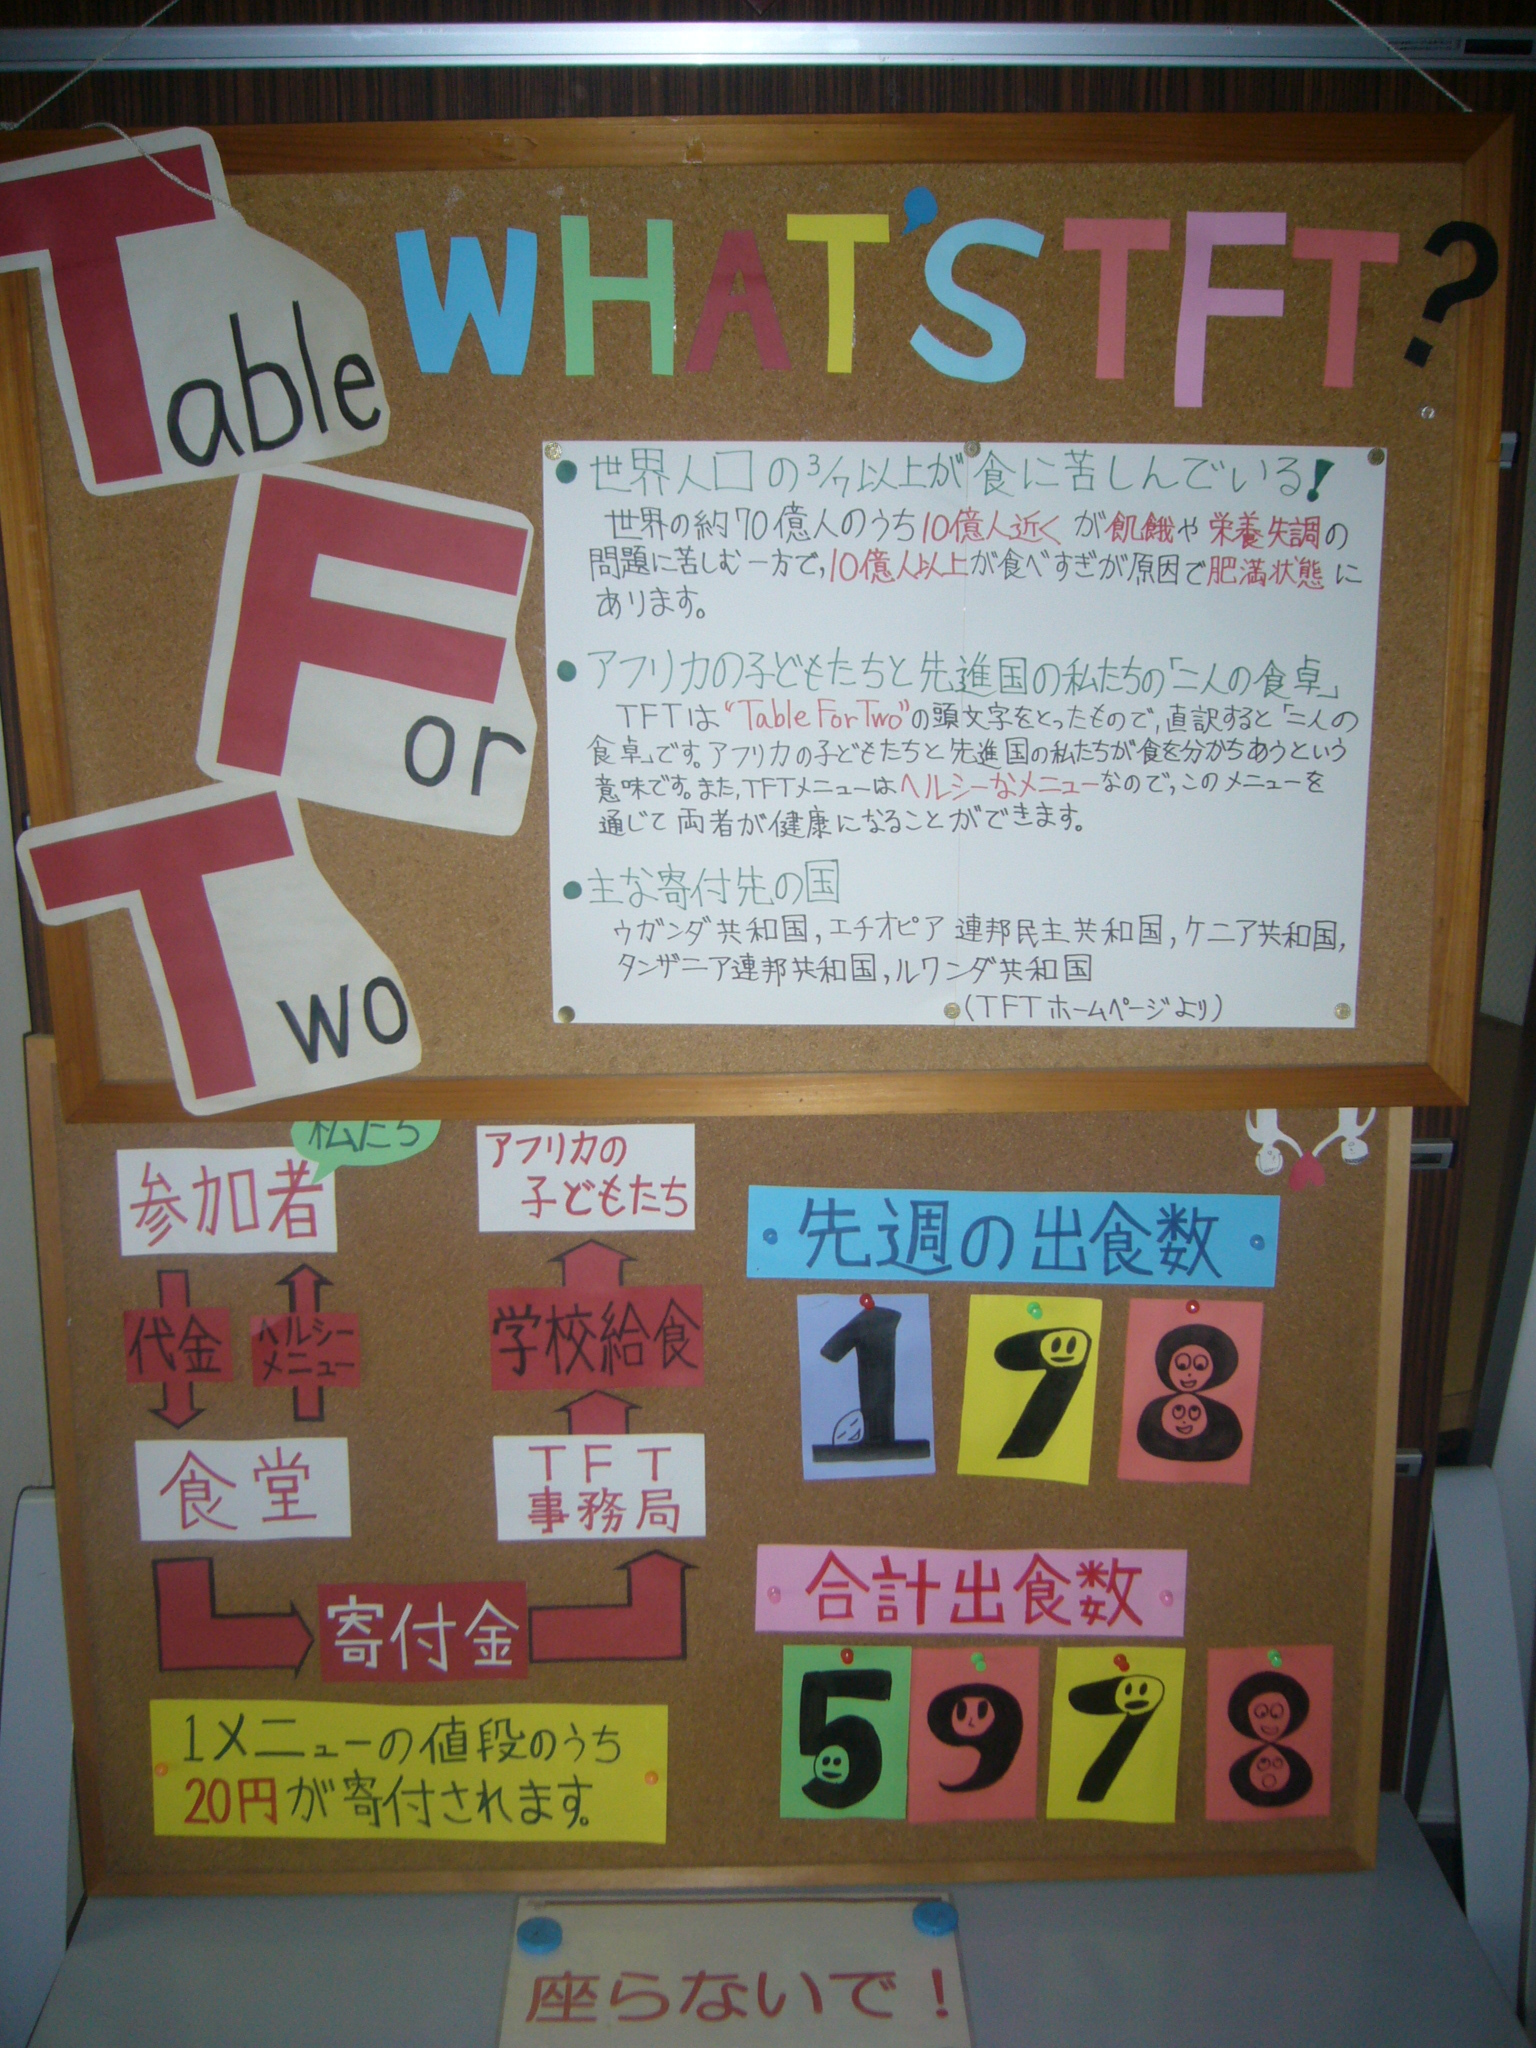 Table
For
Two
WHAT'S TFT?
●世界人口の3/7以上が食に苦しんでいる!
世界の約70億人のうち10億人近くが飢餓や栄養失調の
問題に苦しむ一方で,10億人以上が食べすぎが原因で肥満状態に
あります。
●アフリカの子どもたちと先進国の私たちの「二人の食卓」
TFTは“Table For Two”の頭文字をとったもので,直訳すると「二人の
食卓」です。アフリカの子どもたちと先進国の私たちが食を分かちあうという
意味です。また,TFTメニューはヘルシーなメニューなので,このメニューを
通じて両者が健康になることができます。
●主な寄付先の国
ウガンダ共和国,エチオピア連邦民主共和国,ケニア共和国,
タンザニア連邦共和国,ルワンダ共和国
(TFTホームページより)
私たち
参加者
代金
ヘルシー
メニュー
食堂
寄付金
TFT
事務局
学校給食
アフリカの
子どもたち
1メニューの値段のうち
20円が寄付されます。
先週の出食数
178
合計出食数
5978
座らないで!